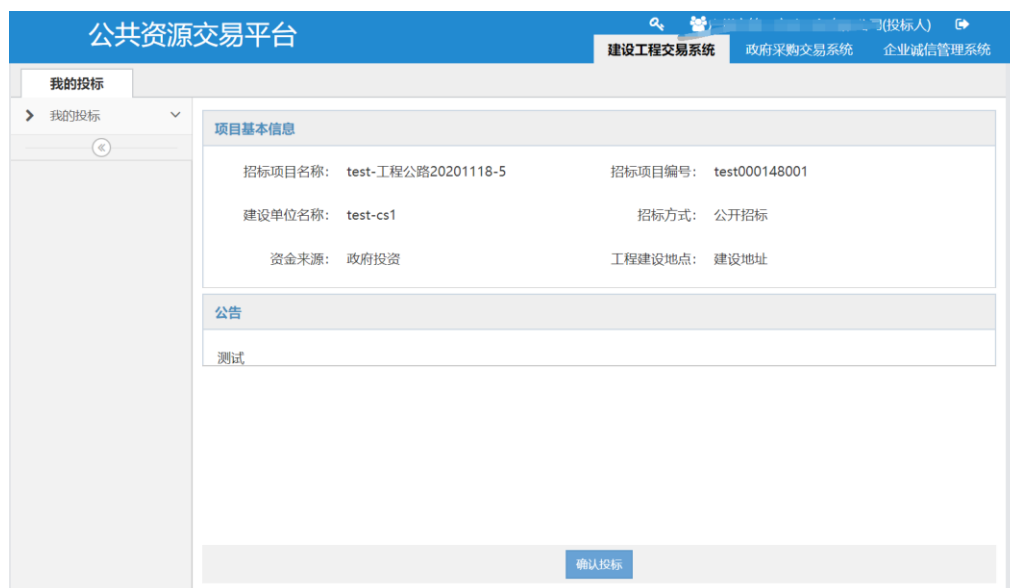 公共资源交易平台
(投标人)
建设工程交易系统 政府采购交易系统 企业诚信管理系统
我的投标
我的投标
项目基本信息
招标项目名称： test-工程公路20201118-5 招标项目编号： test000148001
建设单位名称： test-cs1 招标方式： 公开招标
资金来源： 政府投资 工程建设地点： 建设地址
公告
测试
确认投标